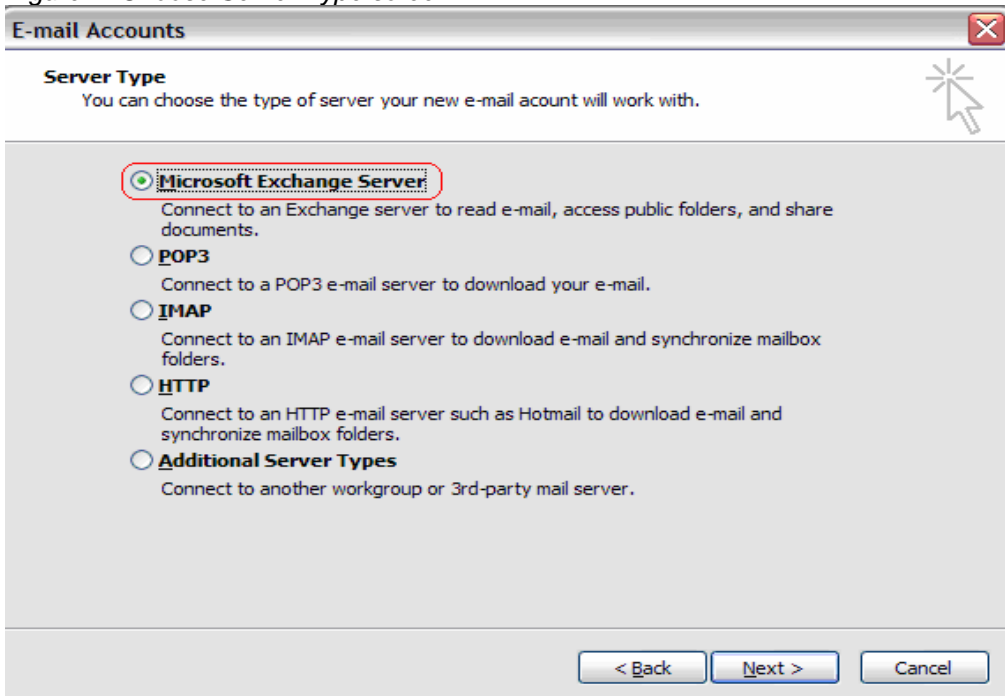 E-mail Accounts
Server Type
You can choose the type of server your new e-mail acount will work with.
Microsoft Exchange Server
Connect to an Exchange server to read e-mail, access public folders, and share
documents.
POP3
Connect to a POP3 e-mail server to download your e-mail.
IMAP
Connect to an IMAP e-mail server to download e-mail and synchronize mailbox
folders.
HTTP
Connect to an HTTP e-mail server such as Hotmail to download e-mail and
synchronize mailbox folders.
Additional Server Types
Connect to another workgroup or 3rd-party mail server.
< Back Next > Cancel